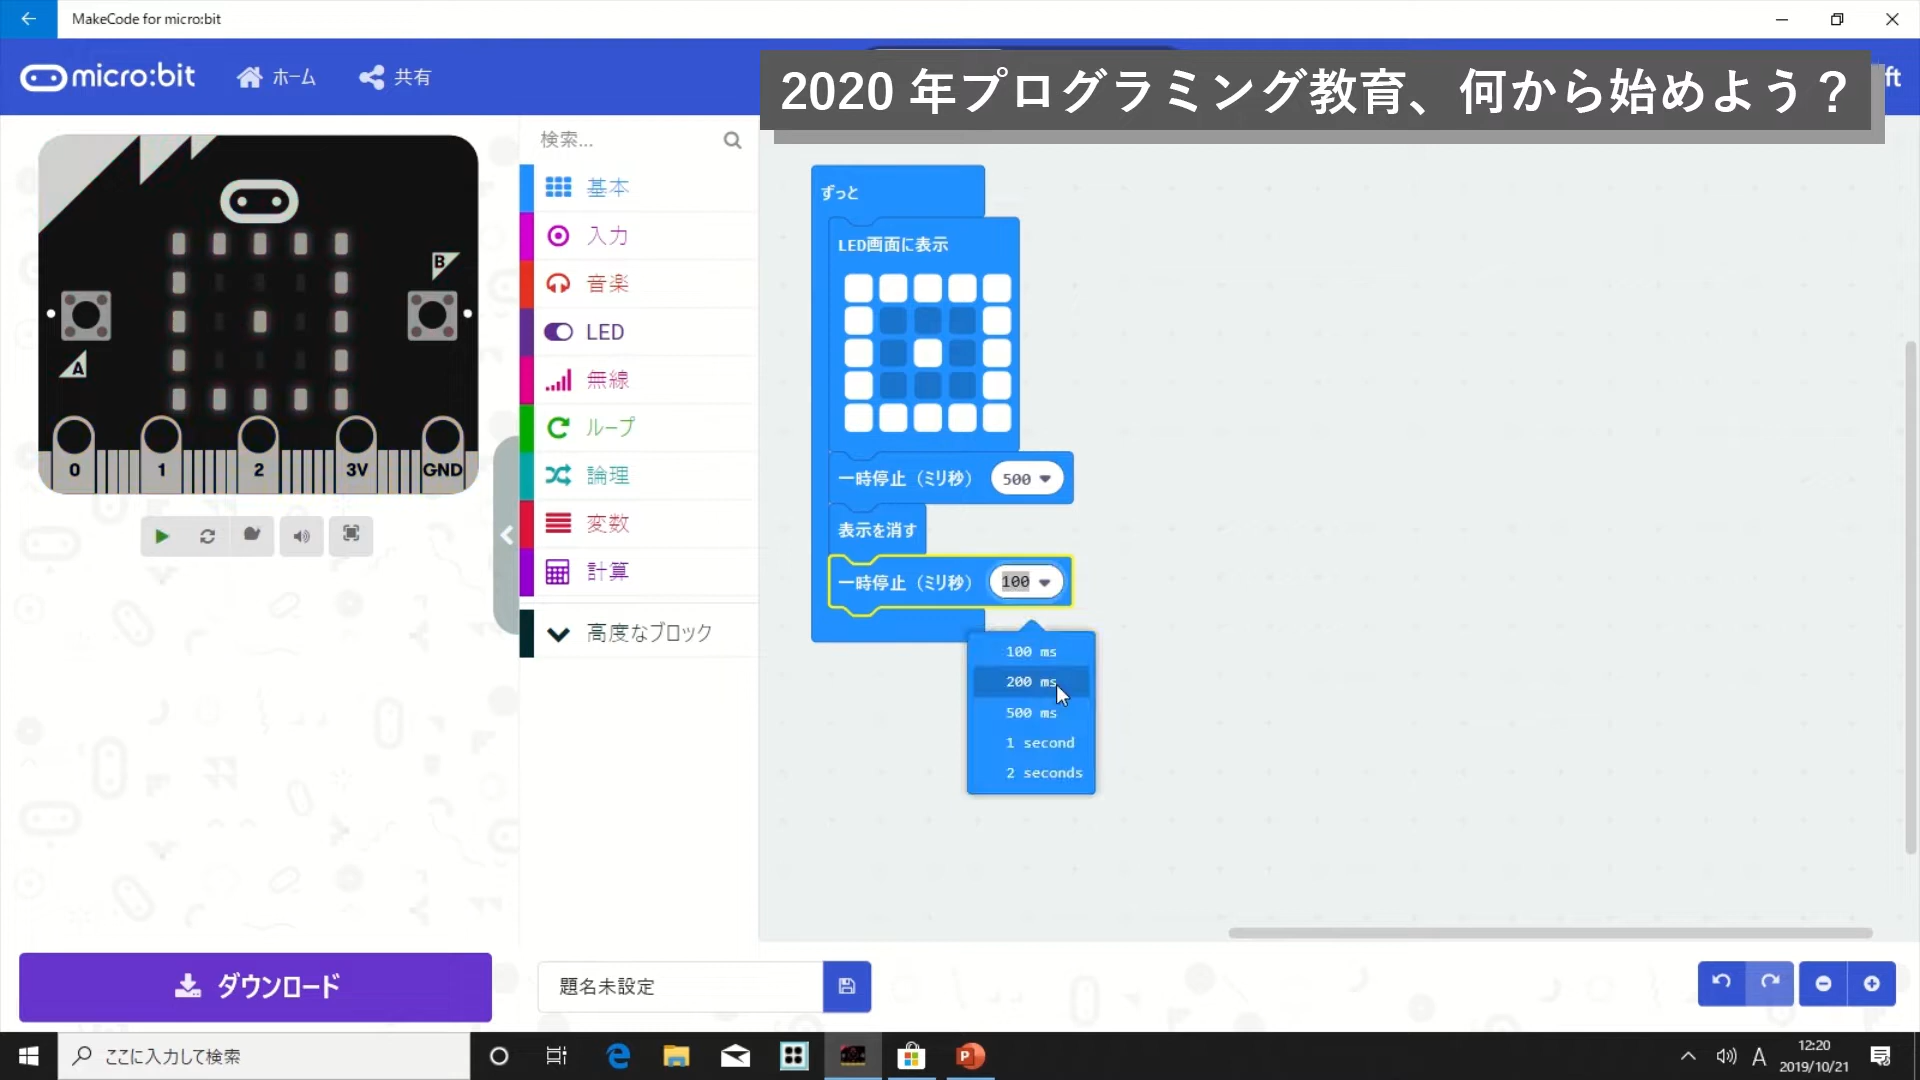 MakeCode for micro:bit
micro:bit
ホーム
共有
ft
2020 年プログラミング教育、何から始めよう？
B
A
0
1
2
3V
GND
検索...
基本
入力
音楽
LED
無線
ループ
論理
変数
計算
高度なブロック
ずっと
LED画面に表示
一時停止（ミリ秒） 500
表示を消す
一時停止（ミリ秒） 100
100 ms
200 ms
500 ms
1 second
2 seconds
ダウンロード
題名未設定
ここに入力して検索
A
12:20
2019/10/21